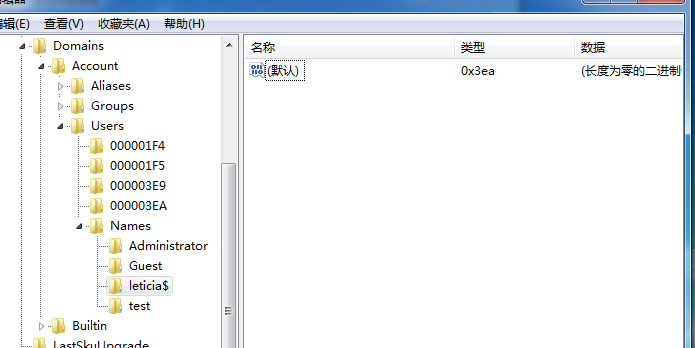 编辑(E) 查看(V) 收藏夹(A) 帮助(H)
Domains
Account
Aliases
Groups
Users
000001F4
000001F5
000003E9
000003EA
Names
Administrator
Guest
leticia$
test
Builtin
LastSkuUpgrade
名称 类型 数据
(默认) 0x3ea (长度为零的二进制